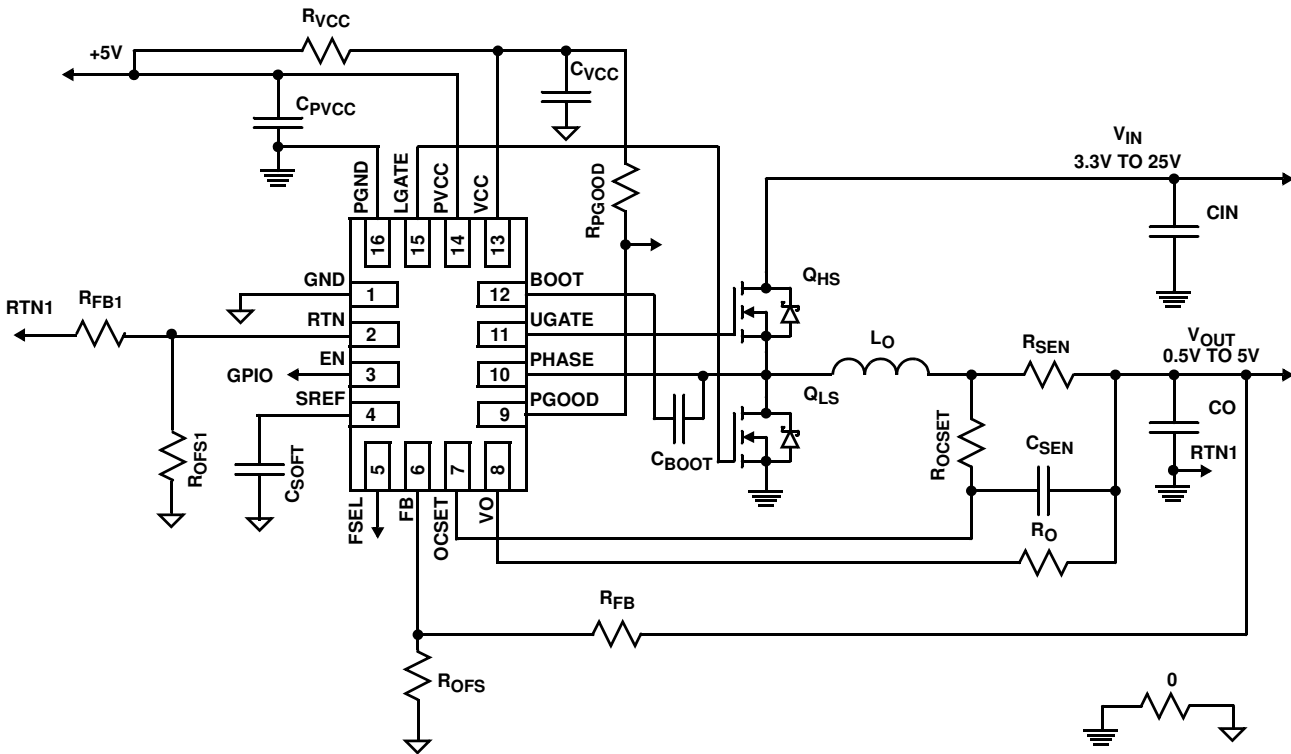 RVCC
+5V
CVCC
CPVCC
VIN
3.3V TO 25V
PGND
LGATE
PVCC
VCC
RPGOOD
CIN
16
15
14
13
QHS
GND
1
12
BOOT
RTN1
RFB1
RTN
2
11
UGATE
LO
RSEN
VOUT
0.5V TO 5V
EN
GPIO
3
10
PHASE
QLS
SREF
4
9
PGOOD
CO
ROFS1
CSOFT
5
6
7
8
CBOOT
ROCSET
CSEN
RTN1
FSEL
FB
OCSET
VO
RO
RFB
ROFS
0